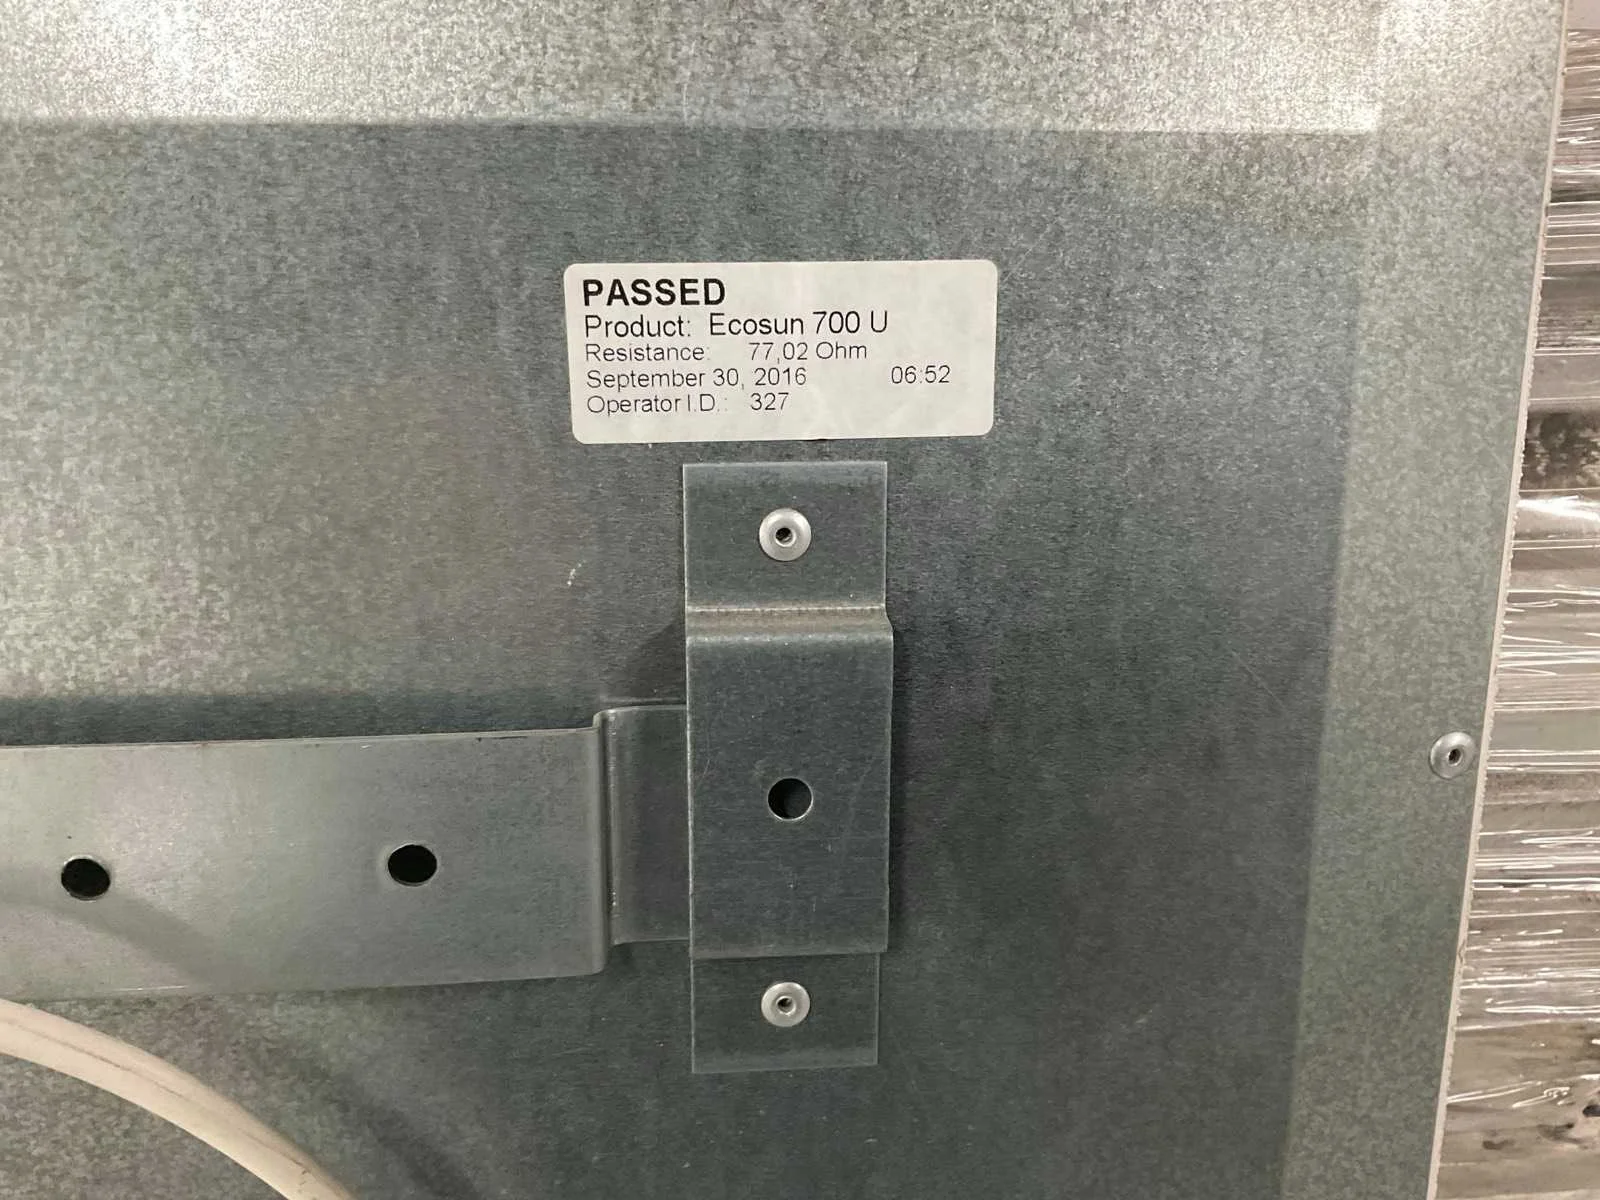 PASSED
Product: Ecosun 700 U
Resistance: 77,02 Ohm
September 30, 2016 06:52
Operator I.D.: 327